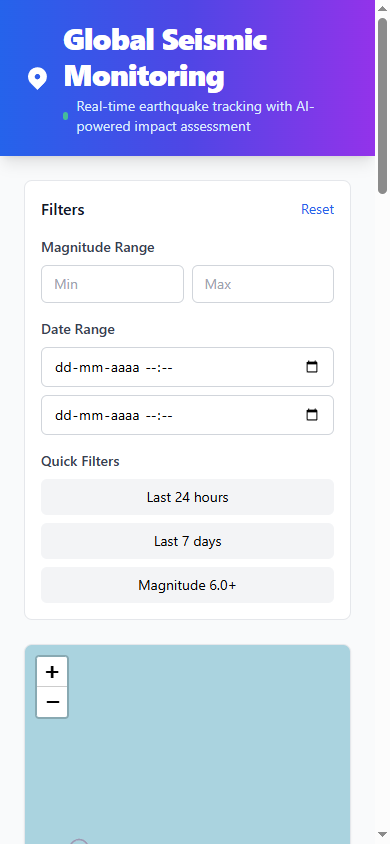 Global Seismic
Monitoring
Real-time earthquake tracking with AI-
powered impact assessment
Filters
Reset
Magnitude Range
Min
Max
Date Range
dd-mm-aaaa --:--
dd-mm-aaaa --:--
Quick Filters
Last 24 hours
Last 7 days
Magnitude 6.0+
+
−